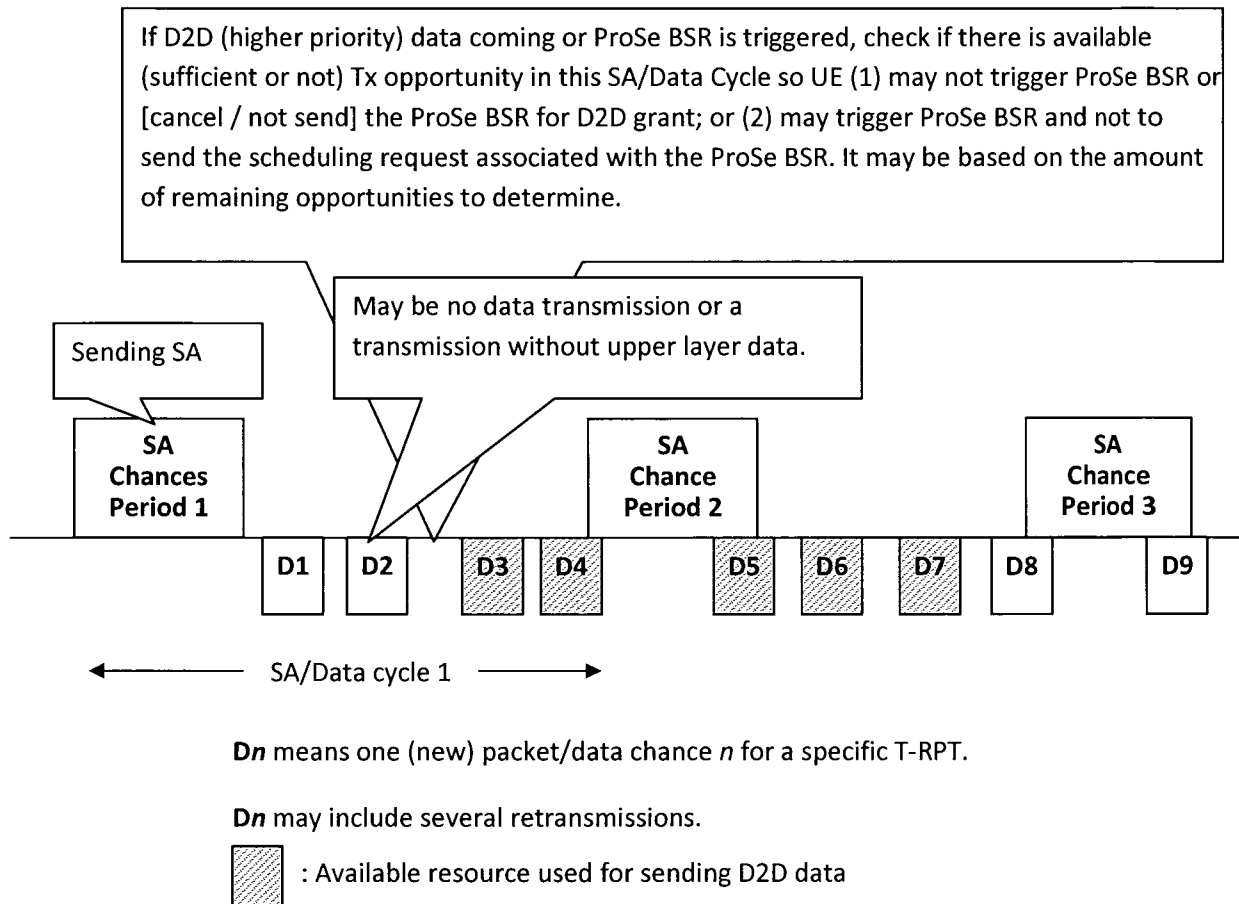 If D2D (higher priority) data coming or ProSe BSR is triggered, check if there is available
(sufficient or not) Tx opportunity in this SA/Data Cycle so UE (1) may not trigger ProSe BSR or
[cancel / not send] the ProSe BSR for D2D grant; or (2) may trigger ProSe BSR and not to
send the scheduling request associated with the ProSe BSR. It may be based on the amount
of remaining opportunities to determine.
May be no data transmission or a
transmission without upper layer data.
Sending SA
SA
Chances
Period 1
SA
Chance
Period 2
SA
Chance
Period 3
D1
D2
D3
D4
D5
D6
D7
D8
D9
SA/Data cycle 1
Dn means one (new) packet/data chance n for a specific T-RPT.
Dn may include several retransmissions.
: Available resource used for sending D2D data